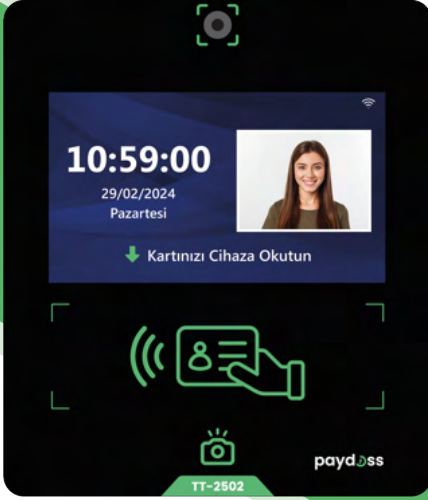 10:59:00
29/02/2024
Pazartesi
Kartınızı Cihaza Okutun
paydoss
TT-2502